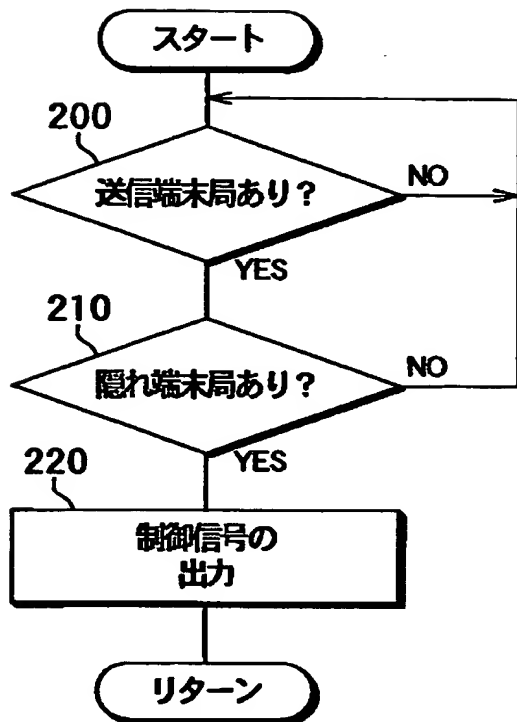 スタート
200
送信端末局あり?
NO
YES
210
隠れ端末局あり?
NO
YES
220
制御信号の
出力
リターン